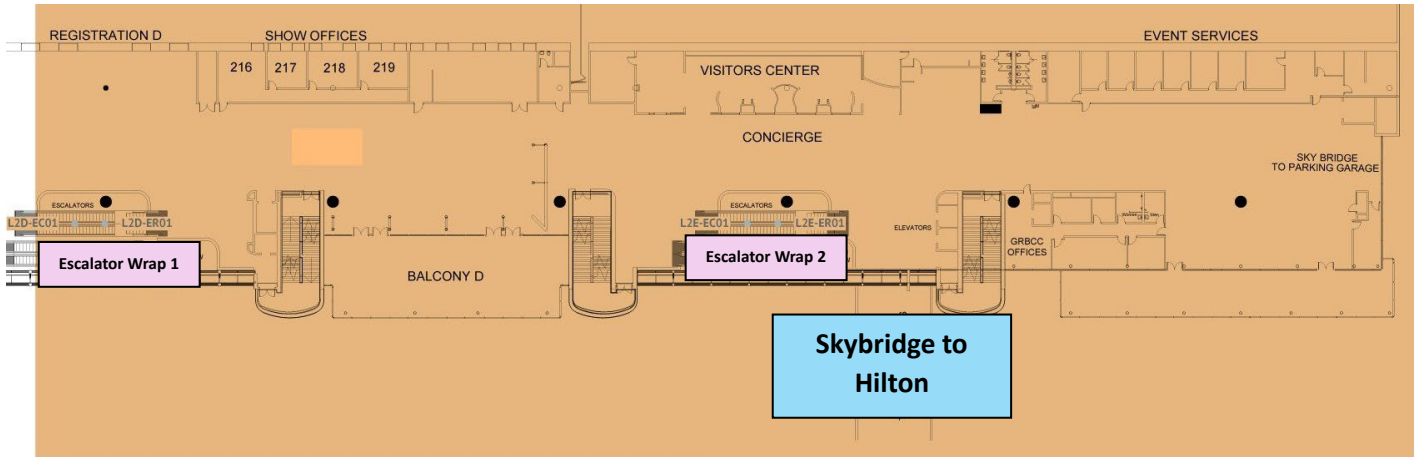 REGISTRATION D
SHOW OFFICES
EVENT SERVICES
216
217
218
219
VISITORS CENTER
CONCIERGE
SKY BRIDGE
TO PARKING GARAGE
ESCALATORS
L2D-EC01
L2D-ER01
Escalator Wrap 1
BALCONY D
ESCALATORS
L2E-EC01
L2E-ER01
Escalator Wrap 2
ELEVATORS
GRBCC
OFFICES
Skybridge to
Hilton